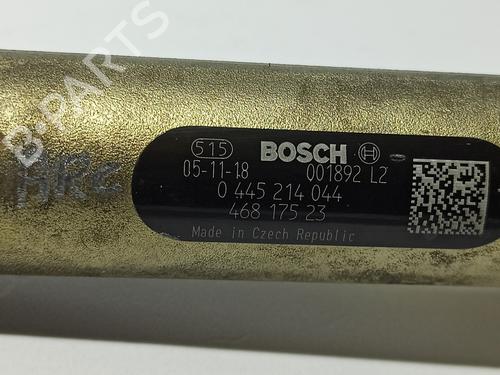 B-PARTS
515 BOSCH
05-11-18 001892 L2
0 445 214 044
468 175 23
Made in Czech Republic